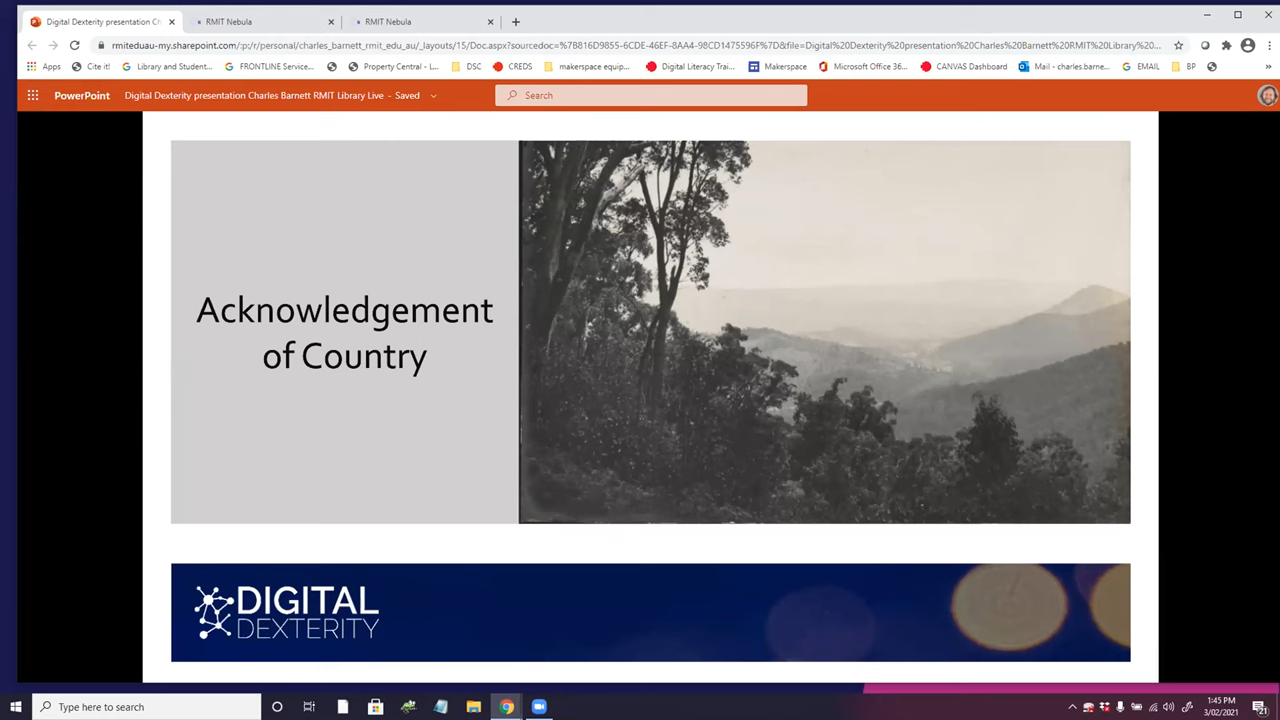 Digital Dexterity presentation Ch
RMIT Nebula
RMIT Nebula
rmiteduau-my.sharepoint.com/:p:/r/personal/charles_barnett_rmit_edu_au/_layouts/15/Doc.aspx?sourcedoc=%7B816D9855-6CDE-46EF-8AA4-98CD1475596F%7D&file=Digital%20Dexterity%20presentation%20Charles%20Barnett%20RMIT%20Library%...
Apps Cite it! Library and Student... FRONTLINE Service... Property Central - L... DSC CREDS makerspace equip... Digital Literacy Trai... Makerspace Microsoft Office 36... CANVAS Dashboard Mail - charles.barne... EMAIL BP
PowerPoint Digital Dexterity presentation Charles Barnett RMIT Library Live - Saved Search
Acknowledgement
of Country
DIGITAL
DEXTERITY
Type here to search
1:45 PM
3/02/2021